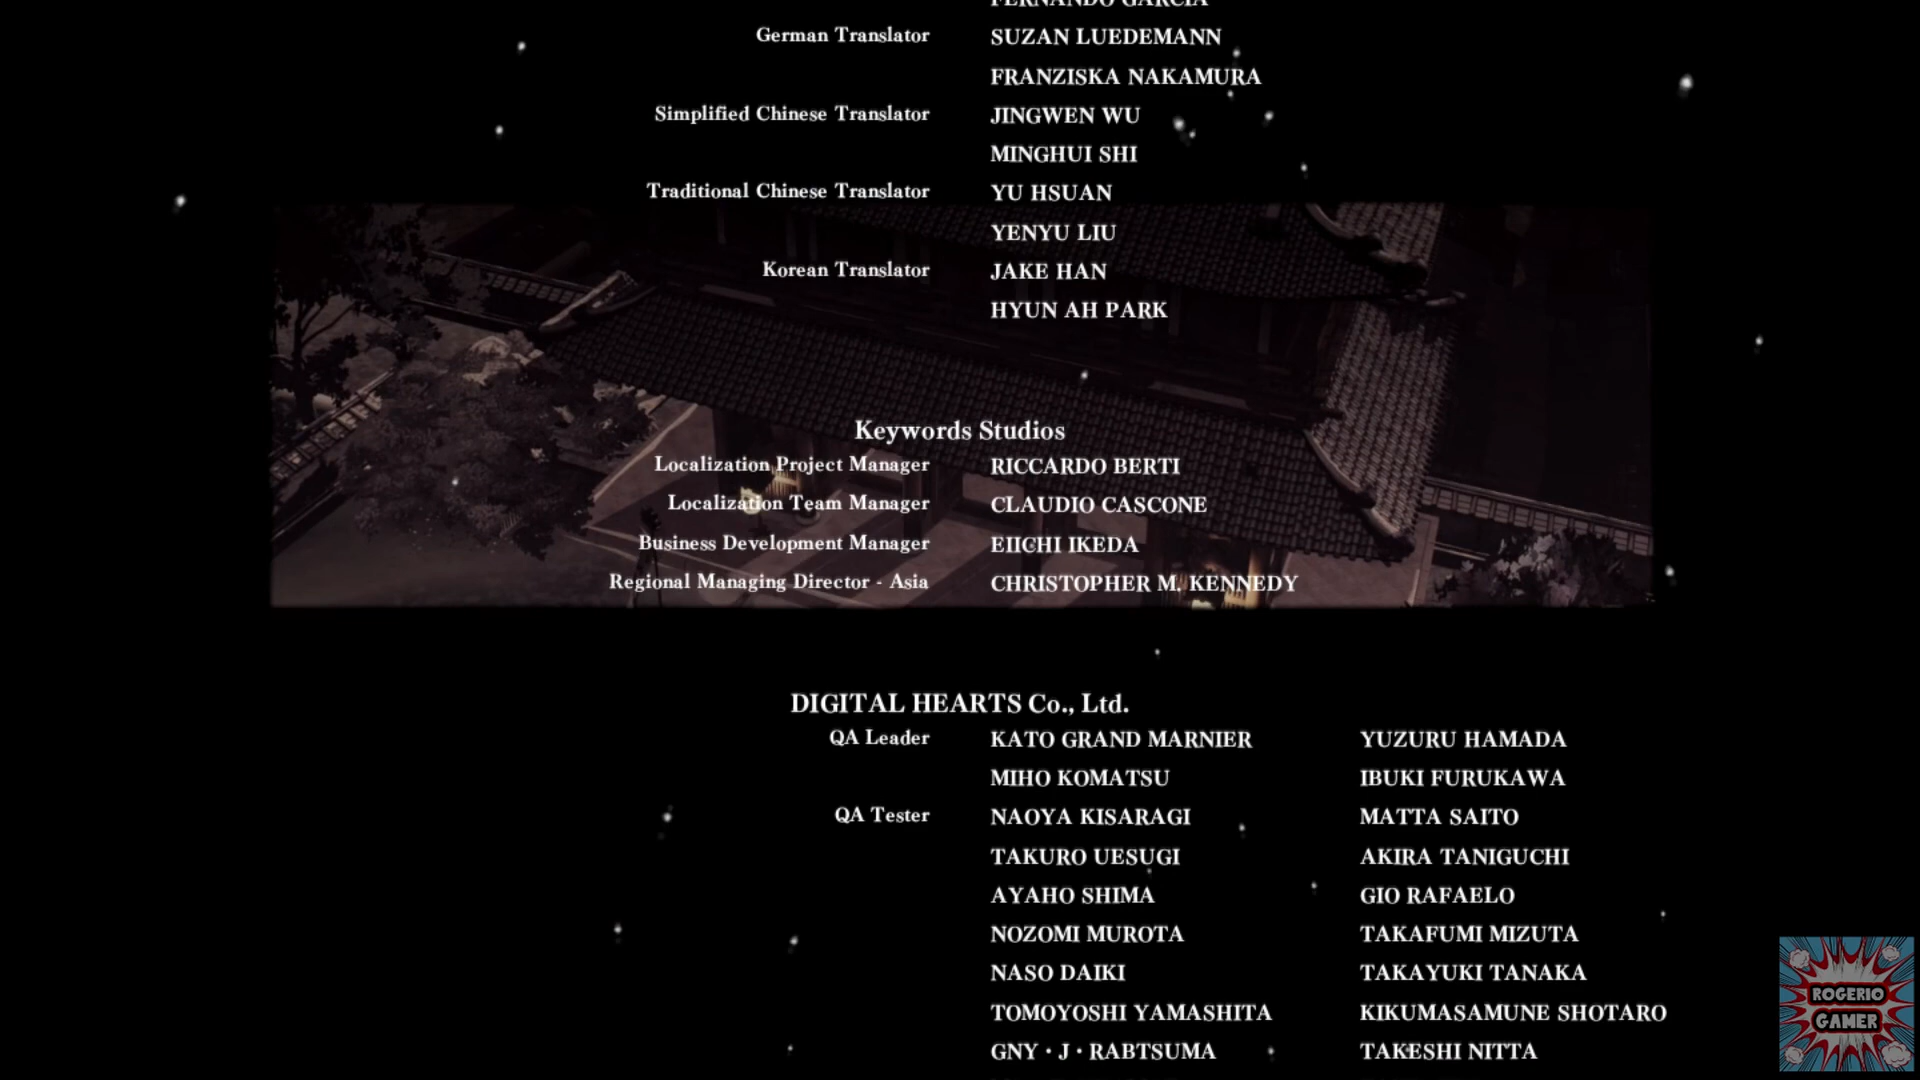 FERNANDO GARCIA
German Translator SUZAN LUEDEMANN
FRANZISKA NAKAMURA
Simplified Chinese Translator JINGWEN WU
MINGHUI SHI
Traditional Chinese Translator YU HSUAN
YENYU LIU
Korean Translator JAKE HAN
HYUN AH PARK
Keywords Studios
Localization Project Manager RICCARDO BERTI
Localization Team Manager CLAUDIO CASCONE
Business Development Manager EIICHI IKEDA
Regional Managing Director - Asia CHRISTOPHER M. KENNEDY
DIGITAL HEARTS Co., Ltd.
QA Leader KATO GRAND MARNIER YUZURU HAMADA
MIHO KOMATSU IBUKI FURUKAWA
QA Tester NAOYA KISARAGI MATTA SAITO
TAKURO UESUGI AKIRA TANIGUCHI
AYAHO SHIMA GIO RAFAELO
NOZOMI MUROTA TAKAFUMI MIZUTA
NASO DAIKI TAKAYUKI TANAKA
TOMOYOSHI YAMASHITA KIKUMASAMUNE SHOTARO
GNY・J・RABTSUMA TAKESHI NITTA
ROGERIO
GAMER